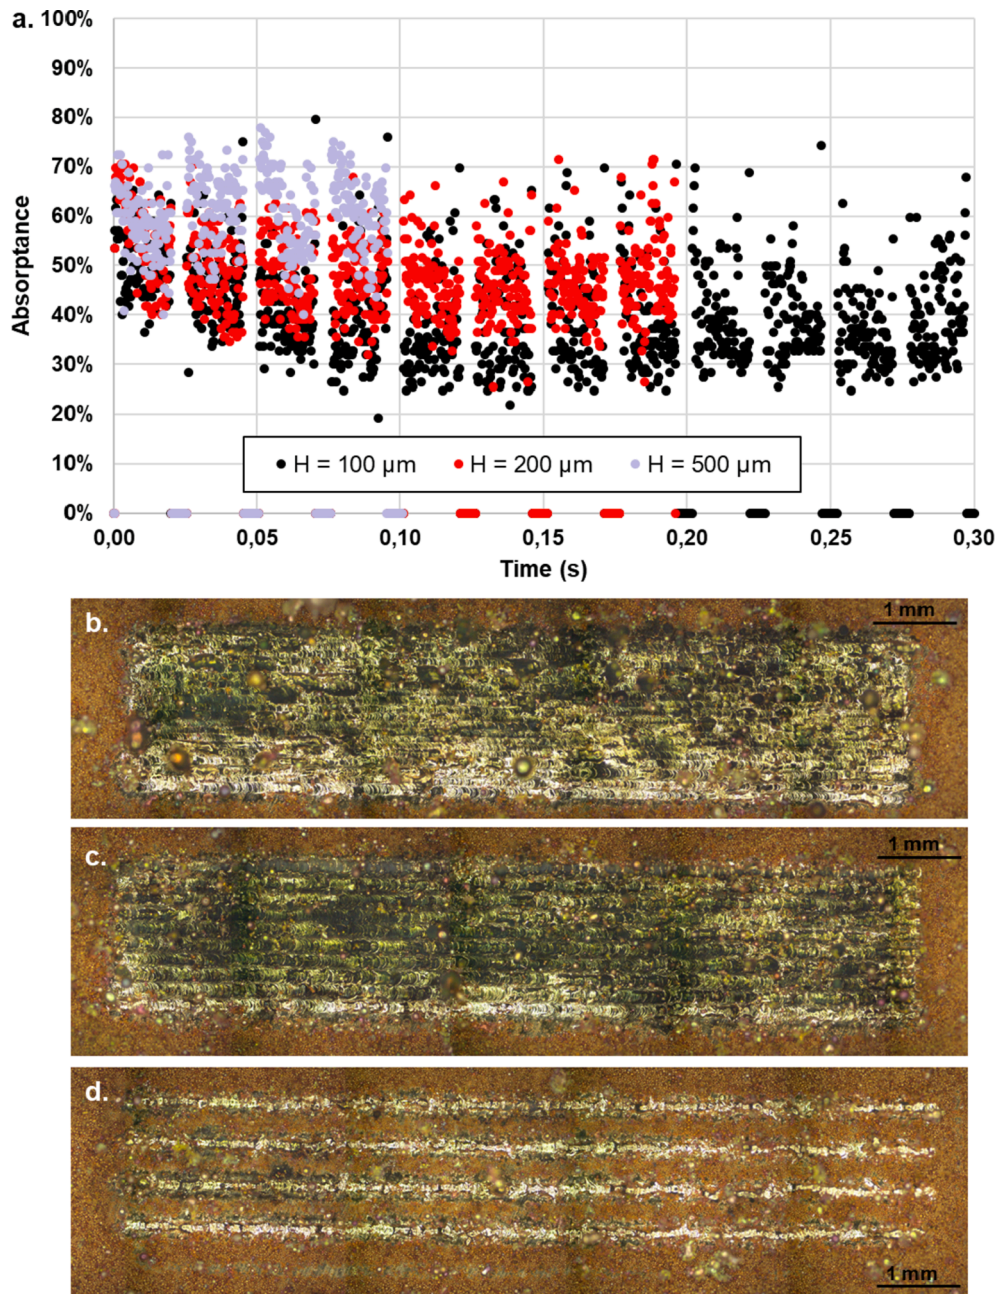 a.
100%
90%
80%
70%
60%
50%
40%
30%
20%
10%
0%
Absorptance
H = 100 µm H = 200 µm H = 500 µm
0,00 0,05 0,10 0,15 0,20 0,25 0,30
Time (s)
b.
1 mm
c.
1 mm
d.
1 mm